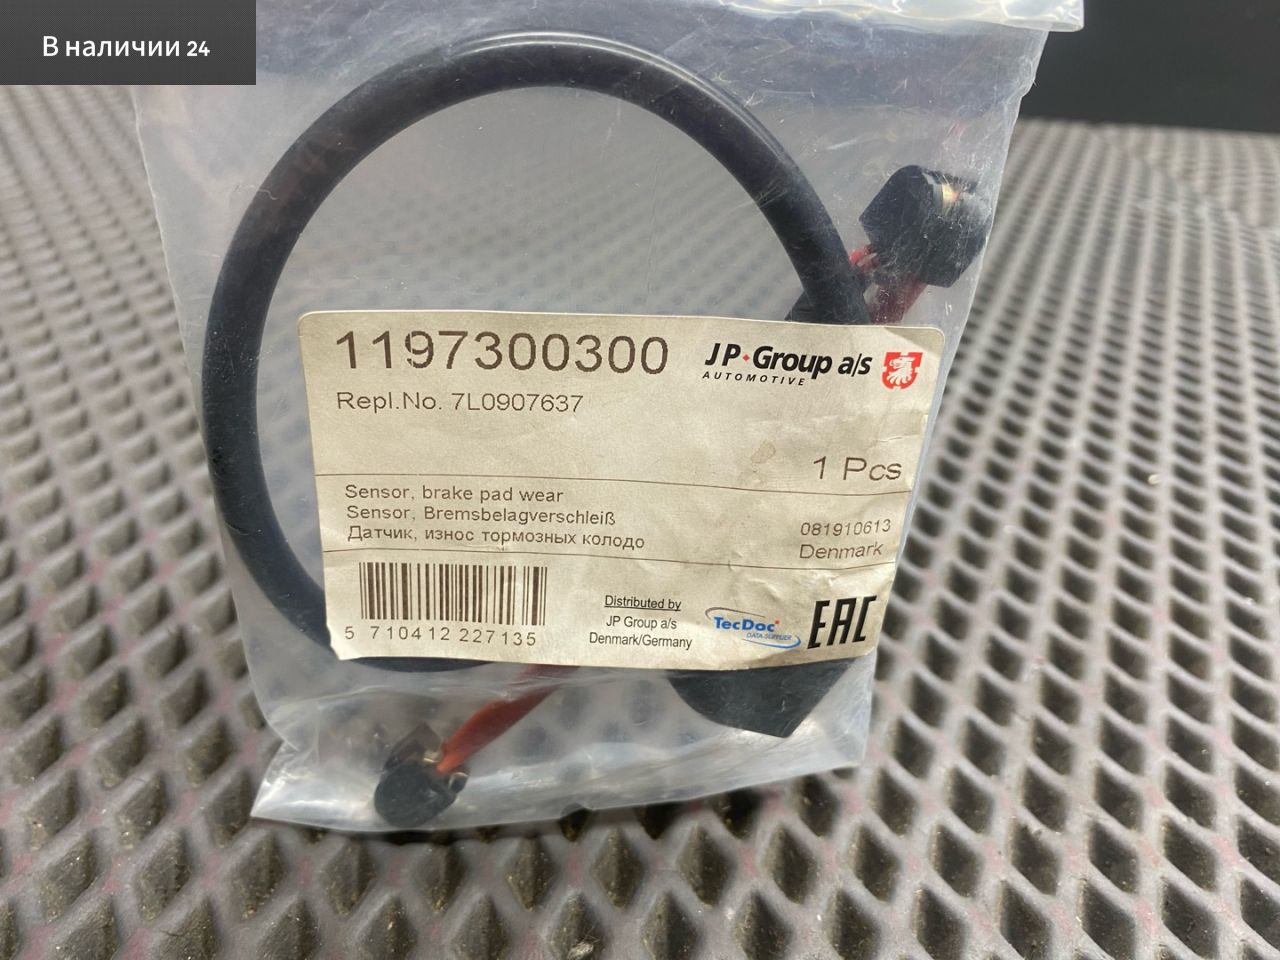 В наличии 24
1197300300
JP Group a/s
AUTOMOTIVE
Repl.No. 7L0907637
1 Pcs
Sensor, brake pad wear
Sensor, Bremsbelagverschleiß
Датчик, износ тормозных колодо
081910613
Denmark
5 710412 227135
Distributed by
JP Group a/s
Denmark/Germany
TecDoc
DATA SUPPLIER
EAC